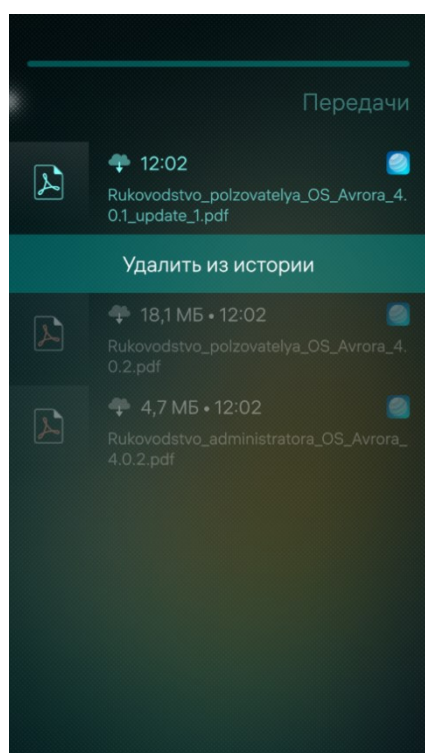 Передачи
12:02
Rukovodstvo_polzovatelya_OS_Avrora_4.
0.1_update_1.pdf
Удалить из истории
18,1 МБ • 12:02
Rukovodstvo_polzovatelya_OS_Avrora_4.
0.2.pdf
4,7 МБ • 12:02
Rukovodstvo_administratora_OS_Avrora_
4.0.2.pdf